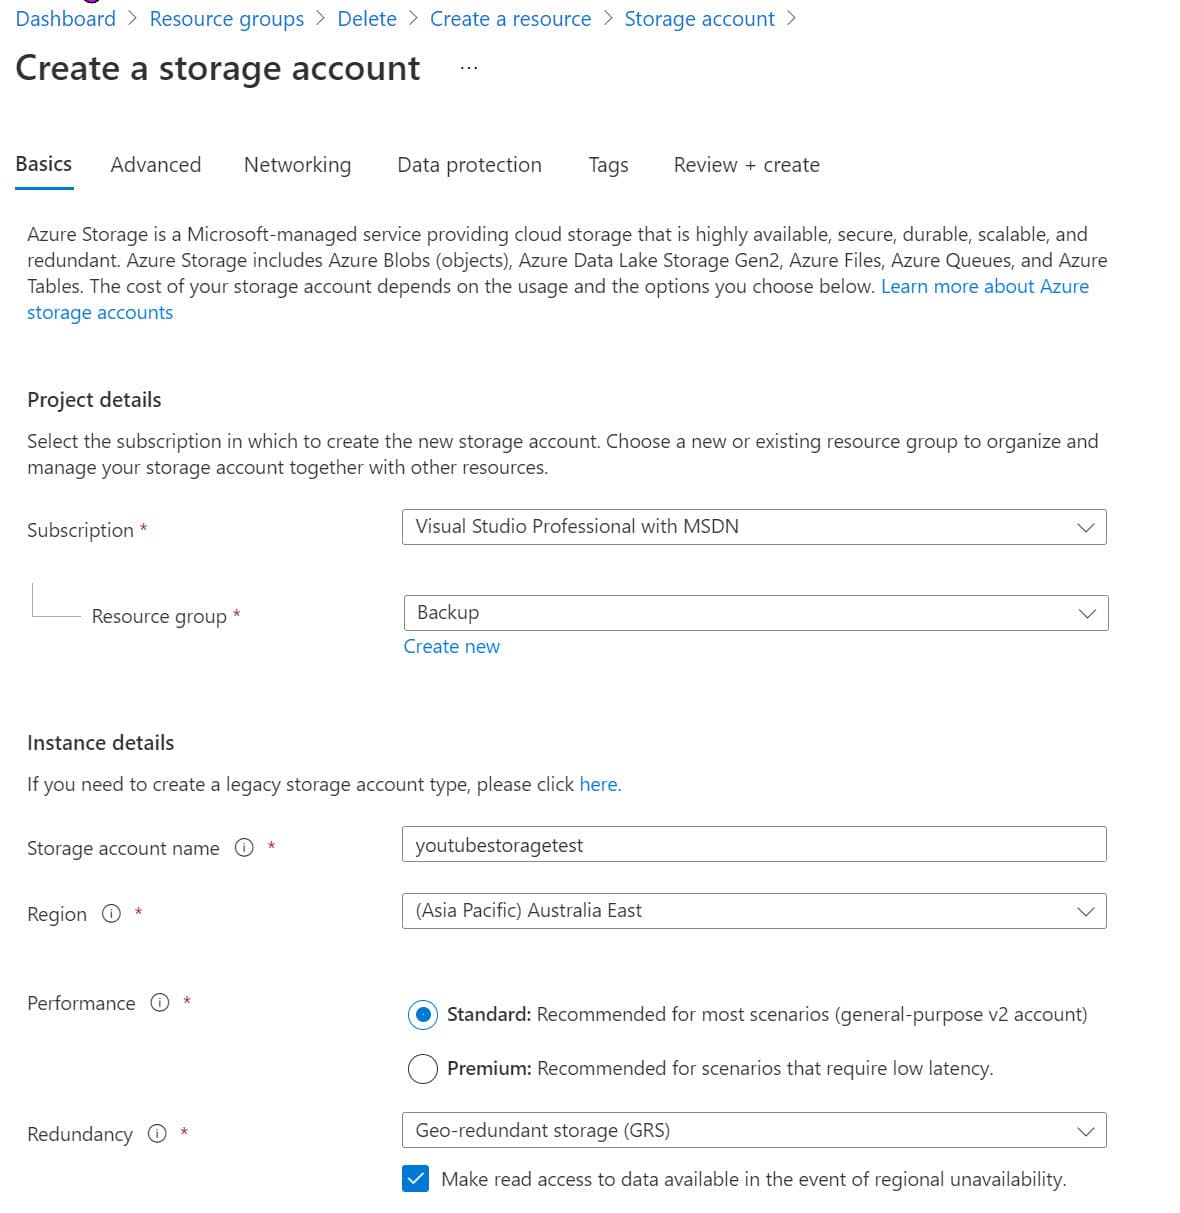 Dashboard > Resource groups > Delete > Create a resource > Storage account >
Create a storage account ...
Basics Advanced Networking Data protection Tags Review + create
Azure Storage is a Microsoft-managed service providing cloud storage that is highly available, secure, durable, scalable, and
redundant. Azure Storage includes Azure Blobs (objects), Azure Data Lake Storage Gen2, Azure Files, Azure Queues, and Azure
Tables. The cost of your storage account depends on the usage and the options you choose below. Learn more about Azure
storage accounts
Project details
Select the subscription in which to create the new storage account. Choose a new or existing resource group to organize and
manage your storage account together with other resources.
Subscription * Visual Studio Professional with MSDN
Resource group * Backup
Create new
Instance details
If you need to create a legacy storage account type, please click here.
Storage account name * youtubestoragetest
Region * (Asia Pacific) Australia East
Performance * Standard: Recommended for most scenarios (general-purpose v2 account)
Premium: Recommended for scenarios that require low latency.
Redundancy * Geo-redundant storage (GRS)
Make read access to data available in the event of regional unavailability.